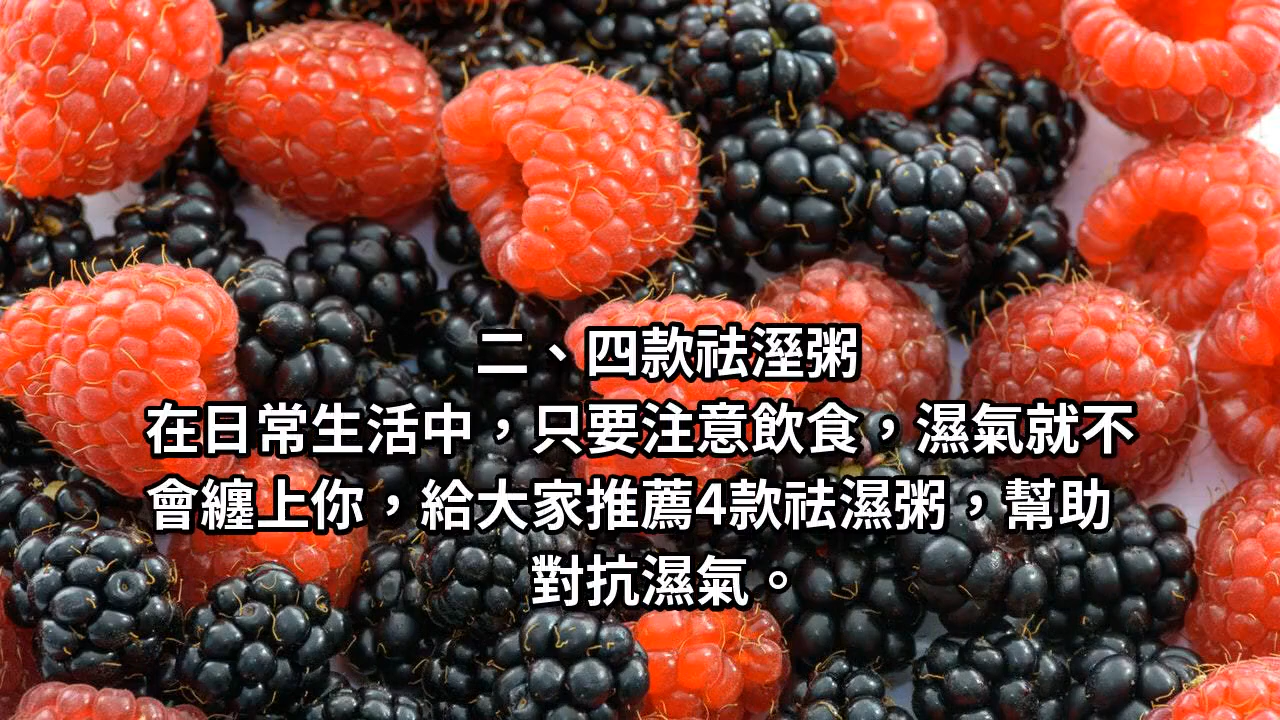 二、四款祛溼粥
在日常生活中，只要注意飲食，濕氣就不
會纏上你，給大家推薦4款祛濕粥，幫助
對抗濕氣。